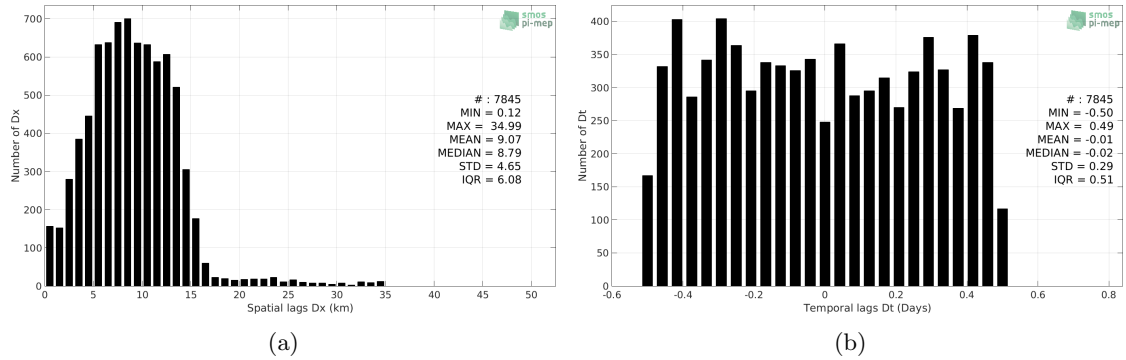 smos
pi-mep
700
600
500
400
300
200
100
0
Number of Dx
# : 7845
MIN = 0.12
MAX = 34.99
MEAN = 9.07
MEDIAN = 8.79
STD = 4.65
IQR = 6.08
0 5 10 15 20 25 30 35 40 45 50
Spatial lags Dx (km)
(a)
smos
pi-mep
400
350
300
250
200
150
100
50
0
Number of Dt
# : 7845
MIN = -0.50
MAX = 0.49
MEAN = -0.01
MEDIAN = -0.02
STD = 0.29
IQR = 0.51
-0.6 -0.4 -0.2 0 0.2 0.4 0.6 0.8
Temporal lags Dt (Days)
(b)